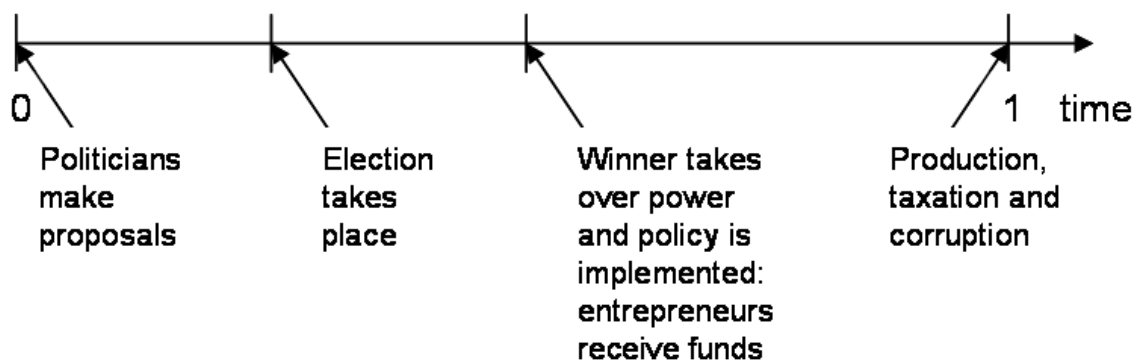 0
1 time
Politicians
make
proposals
Election
takes
place
Winner takes
over power
and policy is
implemented:
entrepreneurs
receive funds
Production,
taxation and
corruption